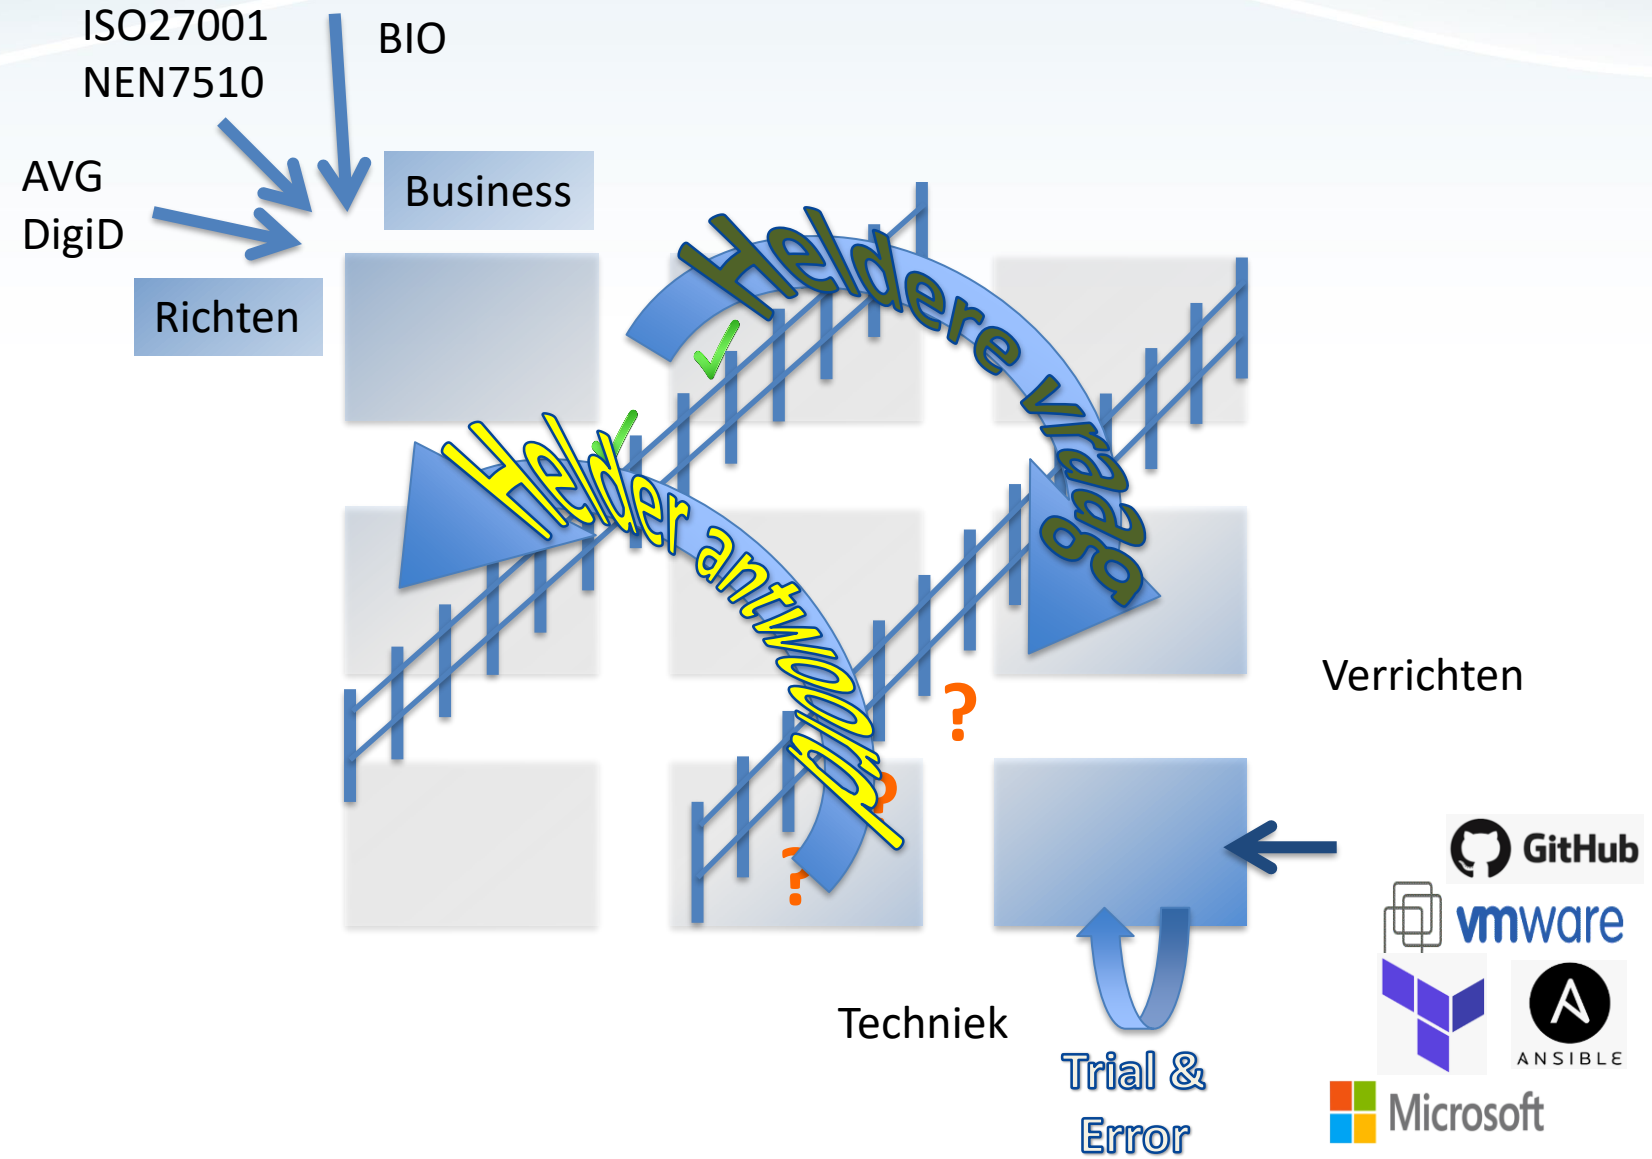 ISO27001
NEN7510
BIO
AVG
DigiD
Business
Richten
Heldere vraag
Helder antwoord
?
?
?
Verrichten
GitHub
vmware
ANSIBLE
Microsoft
Techniek
Trial &
Error